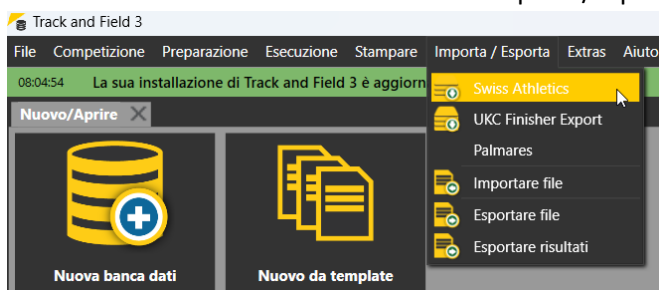 Track and Field 3
File Competizione Preparazione Esecuzione Stampare Importa / Esporta Extras Aiuto
08:04:54 La sua installazione di Track and Field 3 è aggiorn
Swiss Athletics
Nuovo/Aprire
UKC Finisher Export
Palmares
Importare file
Esportare file
Esportare risultati
Nuova banca dati Nuovo da template